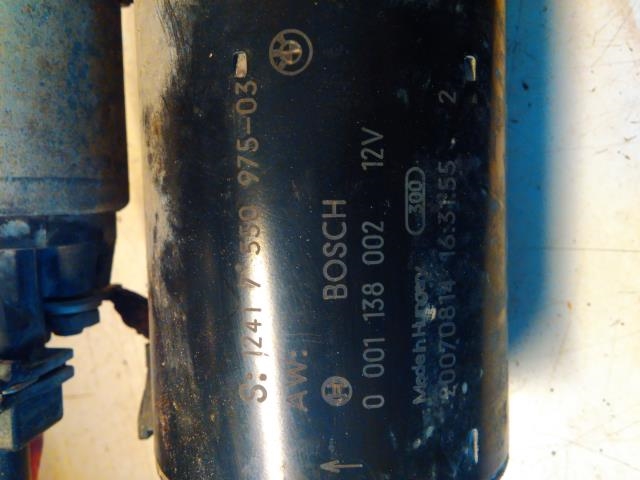 S: 1241 7 550 975-03
AW:
BOSCH
0 001 138 002 12V
300
Made in Hungary
20070814 16:31:55 2